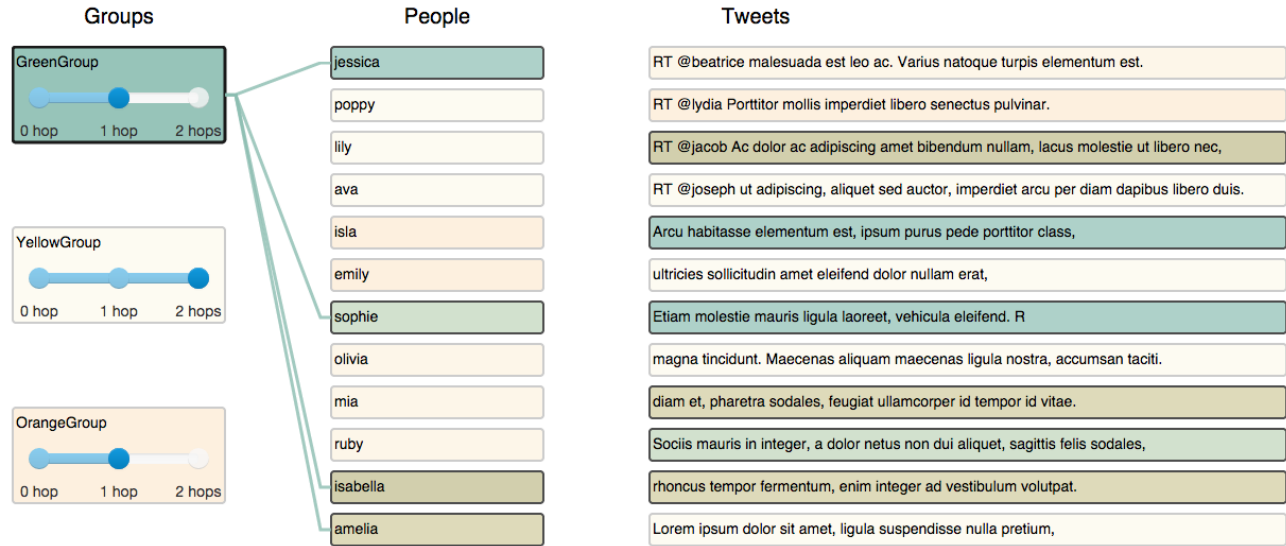 Groups
People
Tweets
GreenGroup
0 hop 1 hop 2 hops
YellowGroup
0 hop 1 hop 2 hops
OrangeGroup
0 hop 1 hop 2 hops
jessica
poppy
lily
ava
isla
emily
sophie
olivia
mia
ruby
isabella
amelia
RT @beatrice malesuada est leo ac. Varius natoque turpis elementum est.
RT @lydia Porttitor mollis imperdiet libero senectus pulvinar.
RT @jacob Ac dolor ac adipiscing amet bibendum nullam, lacus molestie ut libero nec,
RT @joseph ut adipiscing, aliquet sed auctor, imperdiet arcu per diam dapibus libero duis.
Arcu habitasse elementum est, ipsum purus pede porttitor class,
ultricies sollicitudin amet eleifend dolor nullam erat,
Etiam molestie mauris ligula laoreet, vehicula eleifend. R
magna tincidunt. Maecenas aliquam maecenas ligula nostra, accumsan taciti.
diam et, pharetra sodales, feugiat ullamcorper id tempor id vitae.
Sociis mauris in integer, a dolor netus non dui aliquet, sagittis felis sodales,
rhoncus tempor fermentum, enim integer ad vestibulum volutpat.
Lorem ipsum dolor sit amet, ligula suspendisse nulla pretium,